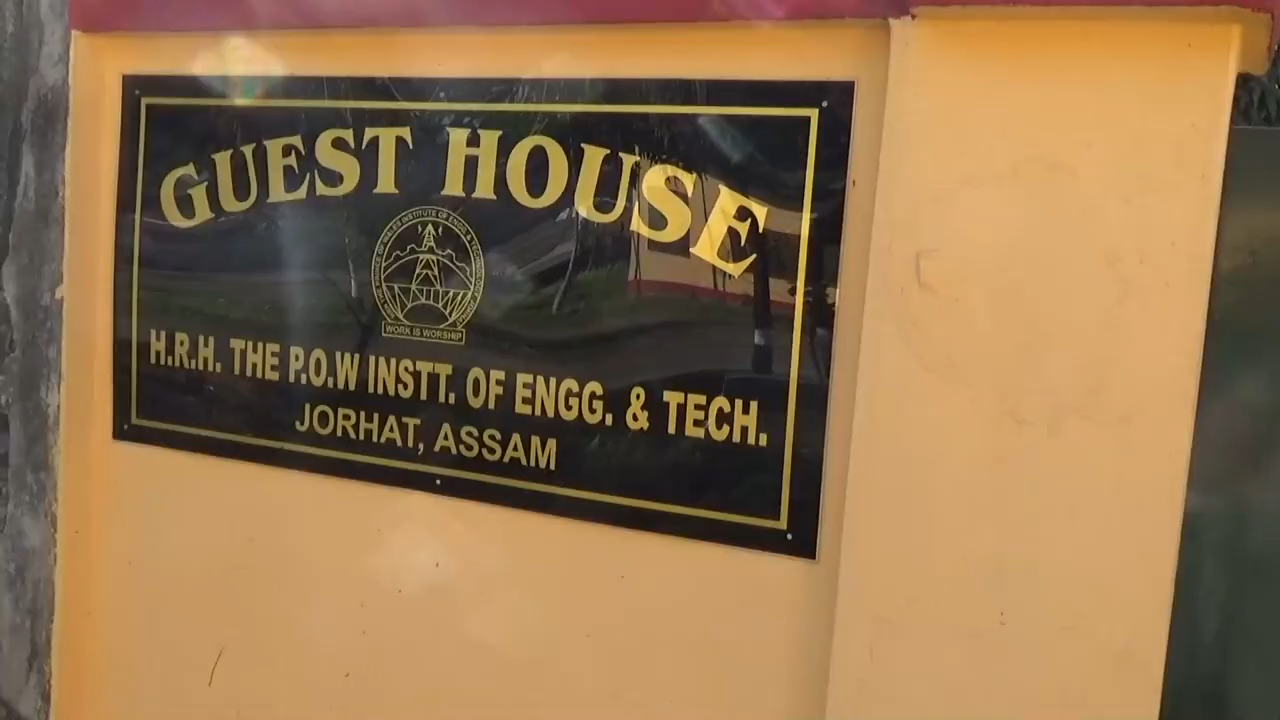 GUEST HOUSE
WORK IS WORSHIP
H.R.H. THE P.O.W INSTT. OF ENGG. & TECH.
JORHAT, ASSAM